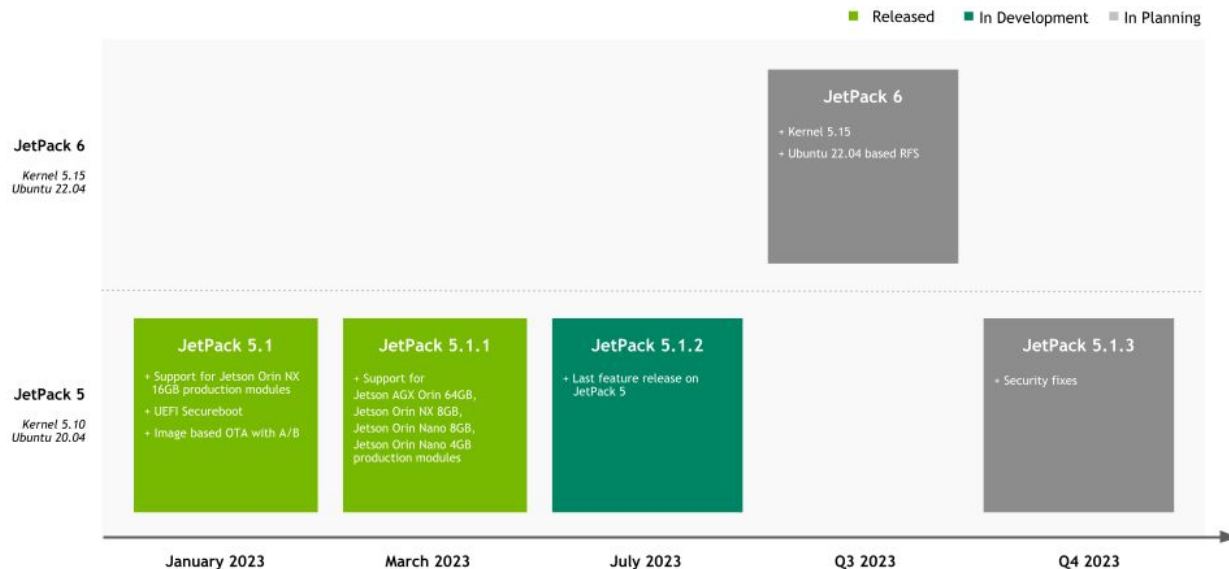 Released
In Development
In Planning
JetPack 6
Kernel 5.15
Ubuntu 22.04
JetPack 6
+ Kernel 5.15
+ Ubuntu 22.04 based RFS
JetPack 5
Kernel 5.10
Ubuntu 20.04
JetPack 5.1
+ Support for Jetson Orin NX
16GB production modules
+ UEFI Secureboot
+ Image based OTA with A/B
JetPack 5.1.1
+ Support for
Jetson AGX Orin 64GB,
Jetson Orin NX 8GB,
Jetson Orin Nano 8GB,
Jetson Orin Nano 4GB
production modules
JetPack 5.1.2
+ Last feature release on
JetPack 5
JetPack 5.1.3
+ Security fixes
January 2023
March 2023
July 2023
Q3 2023
Q4 2023